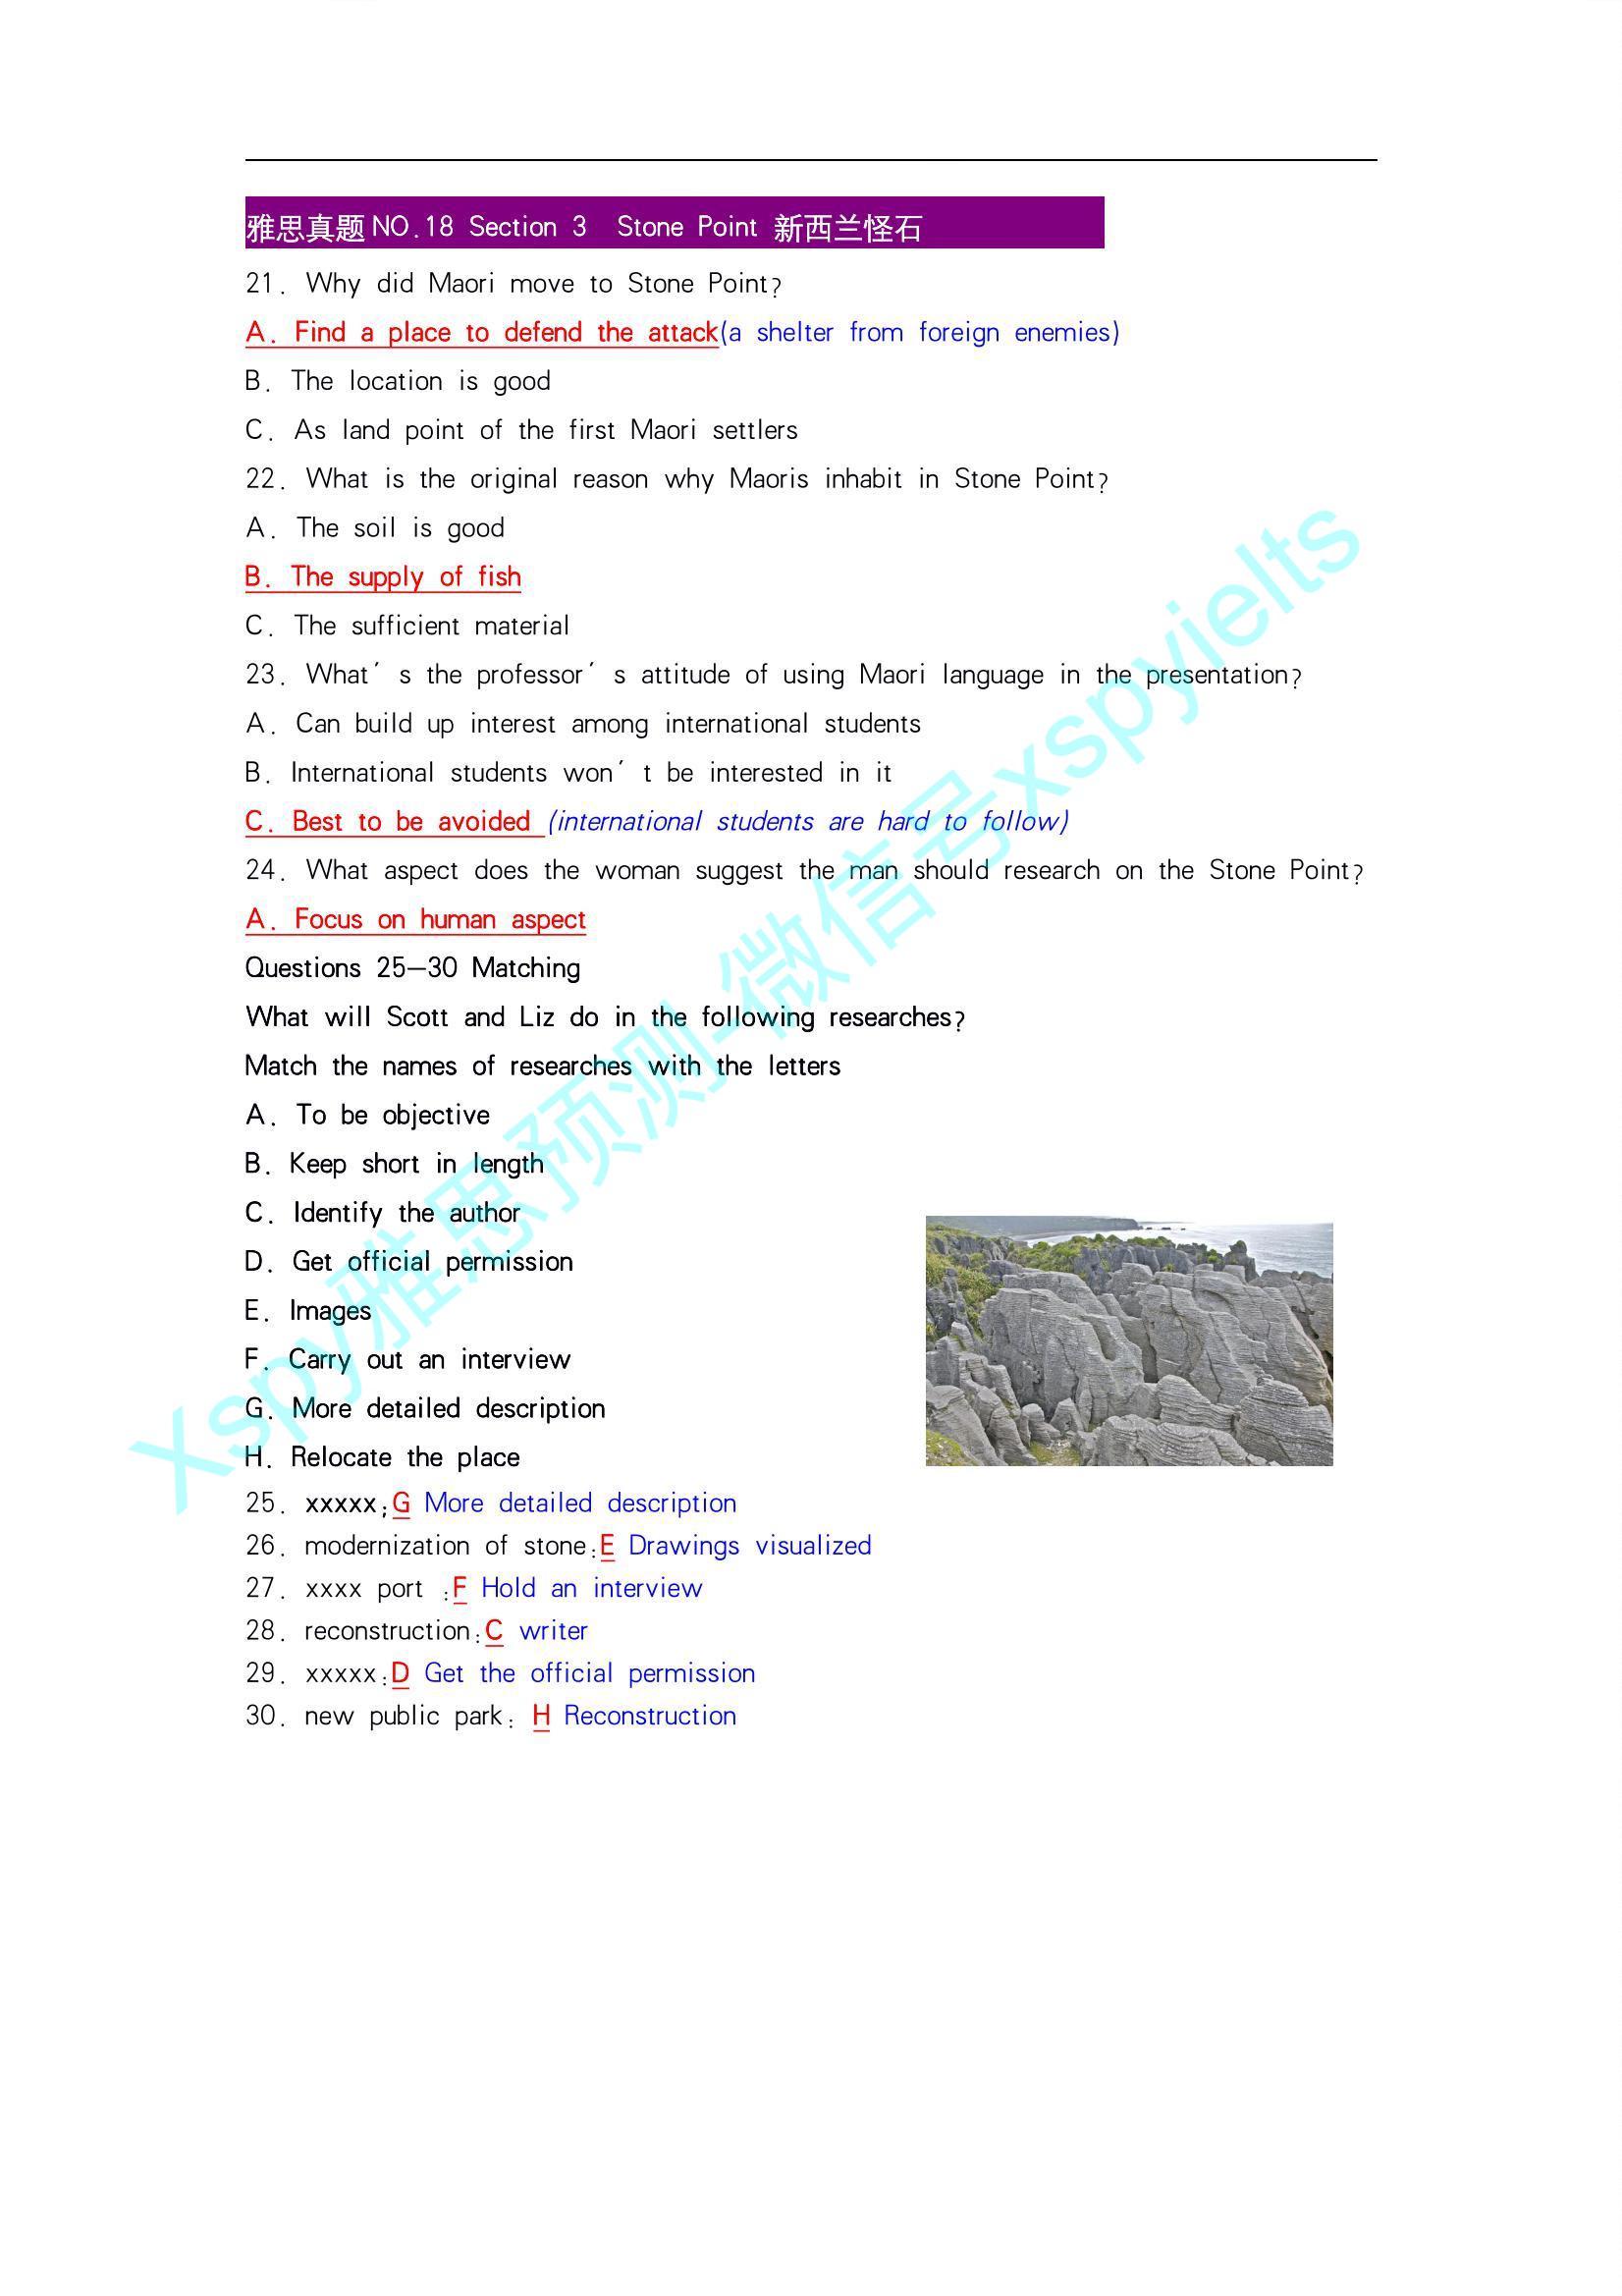 雅思真题NO.18 Section 3 Stone Point 新西兰怪石
21. Why did Maori move to Stone Point?
A. Find a place to defend the attack(a shelter from foreign enemies)
B. The location is good
C. As land point of the first Maori settlers
22. What is the original reason why Maoris inhabit in Stone Point?
A. The soil is good
B. The supply of fish
C. The sufficient material
23. What's the professor's attitude of using Maori language in the presentation?
A. Can build up interest among international students
B. International students won't be interested in it
C. Best to be avoided (international students are hard to follow)
24. What aspect does the woman suggest the man should research on the Stone Point?
A. Focus on human aspect
Questions 25-30 Matching
What will Scott and Liz do in the following researches?
Match the names of researches with the letters
A. To be objective
B. Keep short in length
C. Identify the author
D. Get official permission
E. Images
F. Carry out an interview
G. More detailed description
H. Relocate the place
25. xxxxx;G More detailed description
26. modernization of stone:E Drawings visualized
27. xxxx port :F Hold an interview
28. reconstruction:C writer
29. xxxxx:D Get the official permission
30. new public park: H Reconstruction
Xspy雅思预测-微信号xspyielts